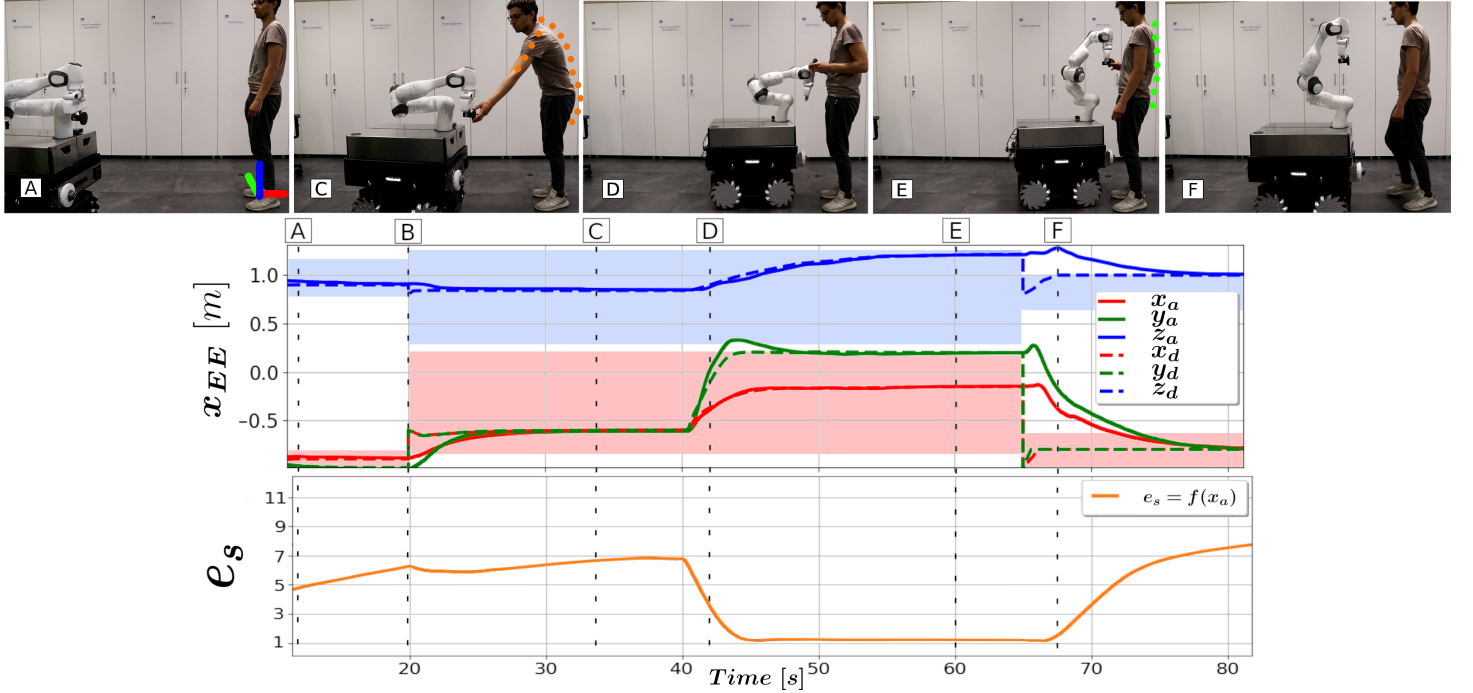 A
C
D
E
F
A
B
C
D
E
F
x_EE [m]
1.0
0.5
0.0
−0.5
x_a
y_a
z_a
x_d
y_d
z_d
e_s
11
9
7
5
3
1
e_s = f(x_a)
20
30
40
50
60
70
80
Time [s]